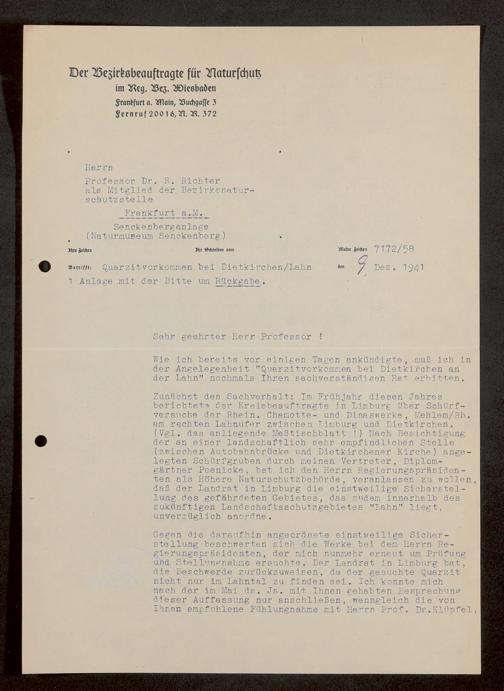 Der Bezirksbeauftragte für Naturschutz
im Reg. Bez. Wiesbaden
Frankfurt a. Main, Buchgasse 3
Fernruf 20016, N. R. 372
Herrn
Professor Dr. R. Richter
als Mitglied der Bezirksnatur-
schutzstelle
Frankfurt a.M.
Senckenberganlage
(Naturmuseum Senckenberg)
Ihre Zeichen Ihr Schreiben vom Meine Zeichen 7172/58
Betrifft: Quarzitvorkommen bei Dietkirchen/Lahn den 9. Dez. 1941
1 Anlage mit der Bitte um Rückgabe.
Sehr geehrter Herr Professor !
Wie ich bereits vor einigen Tagen ankündigte, muß ich in
der Angelegenheit "Quarzitvorkommen bei Dietkirchen an
der Lahn" nochmals Ihren sachverständigen Rat erbitten.
Zunächst den Sachverhalt: Im Frühjahr dieses Jahres
berichtete der Kreisbeauftragte in Limburg über Schürf-
versuche der Rhein. Chamotte- und Dinaswerke, Mehlem/Rh.
am rechten Lahnufer zwischen Limburg und Dietkirchen.
(Vgl. das anliegende Meßtischblatt !) Nach Besichtigung
der an einer landschaftlich sehr empfindlichen Stelle
(zwischen Autobahnbrücke und Dietkirchener Kirche) ange-
legten Schürfgruben durch meinen Vertreter, Diplom-
gärtner Poenicke, bat ich den Herrn Regierungspräsiden-
ten als Höhere Naturschutzbehörde, veranlassen zu wollen,
daß der Landrat in Limburg die einstweilige Sicherstel-
lung des gefährdeten Gebietes, das zudem innerhalb des
zukünftigen Landschaftsschutzgebietes "Lahn" liegt,
unverzüglich anordne.
Gegen die daraufhin angeordnete einstweilige Sicher-
stellung beschwerten sich die Werke bei dem Herrn Re-
gierungspräsidenten, der mich nunmehr erneut um Prüfung
und Stellungnahme ersuchte. Der Landrat in Limburg bat,
die Beschwerde zurückzuweisen, da der gesuchte Quarzit
nicht nur im Lahntal zu finden sei. Ich konnte mich
nach der im Mai ds. Js. mit Ihnen gehabten Besprechung
dieser Auffassung nur anschließen, wenngleich die von
Ihnen empfohlene Fühlungnahme mit Herrn Prof. Dr.Klüpfel,